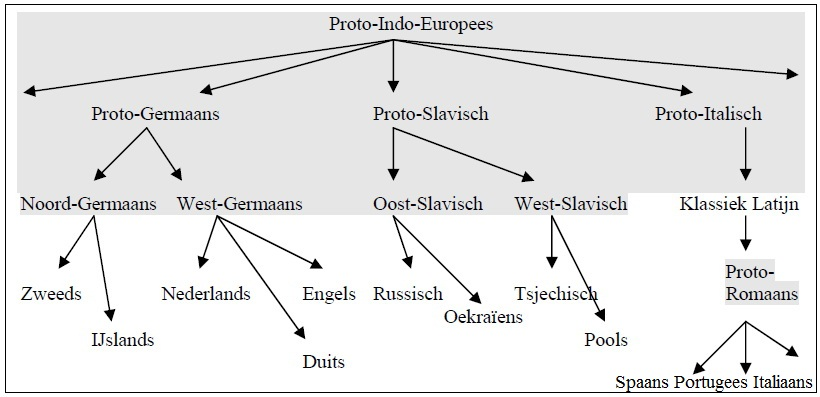 Proto-Indo-Europees
Proto-Germaans Proto-Slavisch Proto-Italisch
Noord-Germaans West-Germaans Oost-Slavisch West-Slavisch Klassiek Latijn
Proto-
Romaans
Zweeds Nederlands Engels Russisch Tsjechisch
Oekraïens
IJslands Pools
Duits
Spaans Portugees Italiaans